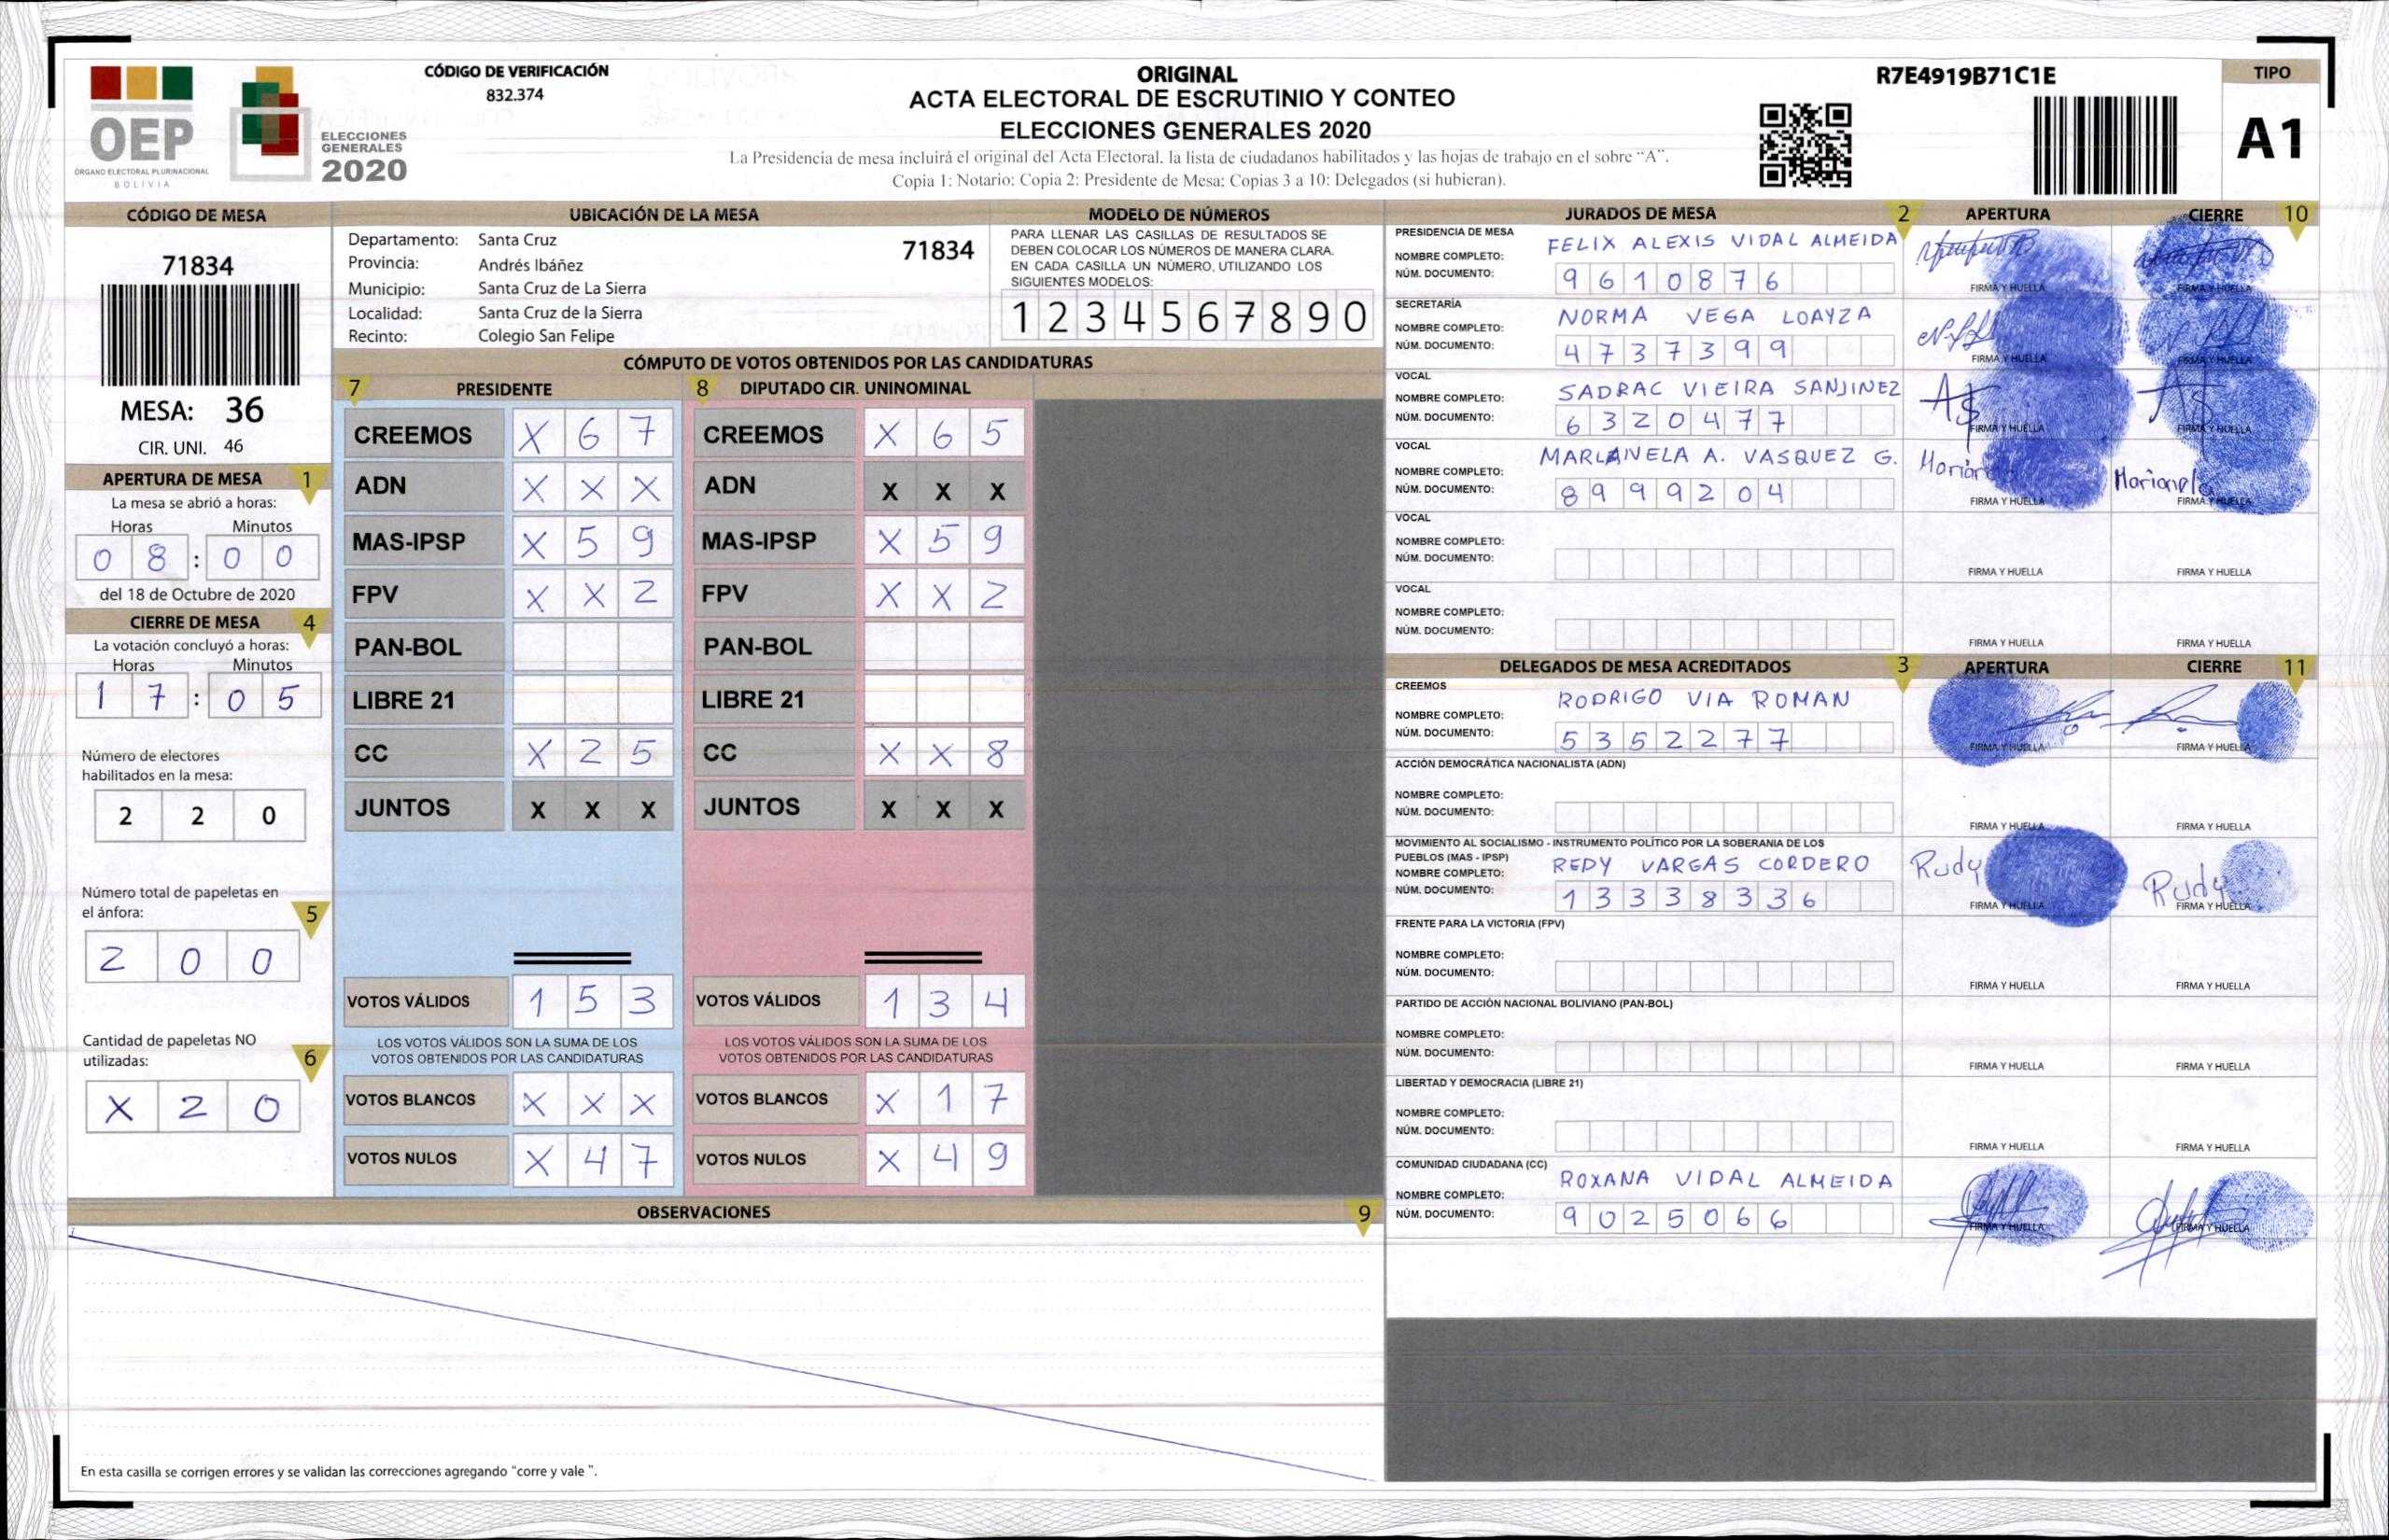 OEP
ÓRGANO ELECTORAL PLURINACIONAL
BOLIVIA
ELECCIONES
GENERALES
2020
CÓDIGO DE VERIFICACIÓN
832.374
ORIGINAL
ACTA ELECTORAL DE ESCRUTINIO Y CONTEO
ELECCIONES GENERALES 2020
La Presidencia de mesa incluirá el original del Acta Electoral, la lista de ciudadanos habilitados y las hojas de trabajo en el sobre “A”.
Copia 1: Notario; Copia 2: Presidente de Mesa; Copias 3 a 10: Delegados (si hubieran).
R7E4919B71C1E
TIPO
A1
CÓDIGO DE MESA
71834
MESA: 36
CIR. UNI. 46
APERTURA DE MESA 1
La mesa se abrió a horas:
Horas Minutos
0 8 : 0 0
del 18 de Octubre de 2020
CIERRE DE MESA 4
La votación concluyó a horas:
Horas Minutos
1 7 : 0 5
Número de electores
habilitados en la mesa:
2 2 0
Número total de papeletas en
el ánfora: 5
2 0 0
Cantidad de papeletas NO
utilizadas: 6
X 2 0
UBICACIÓN DE LA MESA
Departamento: Santa Cruz 71834
Provincia: Andrés Ibáñez
Municipio: Santa Cruz de La Sierra
Localidad: Santa Cruz de la Sierra
Recinto: Colegio San Felipe
MODELO DE NÚMEROS
PARA LLENAR LAS CASILLAS DE RESULTADOS SE
DEBEN COLOCAR LOS NÚMEROS DE MANERA CLARA.
EN CADA CASILLA UN NÚMERO, UTILIZANDO LOS
SIGUIENTES MODELOS:
1 2 3 4 5 6 7 8 9 0
CÓMPUTO DE VOTOS OBTENIDOS POR LAS CANDIDATURAS
7 PRESIDENTE 8 DIPUTADO CIR. UNINOMINAL
CREEMOS X 6 7 CREEMOS X 6 5
ADN X X X ADN X X X
MAS-IPSP X 5 9 MAS-IPSP X 5 9
FPV X X 2 FPV X X 2
PAN-BOL PAN-BOL
LIBRE 21 LIBRE 21
CC X 2 5 CC X X 8
JUNTOS X X X JUNTOS X X X
VOTOS VÁLIDOS 1 5 3 VOTOS VÁLIDOS 1 3 4
LOS VOTOS VÁLIDOS SON LA SUMA DE LOS LOS VOTOS VÁLIDOS SON LA SUMA DE LOS
VOTOS OBTENIDOS POR LAS CANDIDATURAS VOTOS OBTENIDOS POR LAS CANDIDATURAS
VOTOS BLANCOS X X X VOTOS BLANCOS X 1 7
VOTOS NULOS X 4 7 VOTOS NULOS X 4 9
OBSERVACIONES 9
En esta casilla se corrigen errores y se validan las correcciones agregando “corre y vale ”.
JURADOS DE MESA 2 APERTURA CIERRE 10
PRESIDENCIA DE MESA
NOMBRE COMPLETO: FELIX ALEXIS VIDAL ALMEIDA
NÚM. DOCUMENTO: 9 6 1 0 8 7 6 FIRMA Y HUELLA FIRMA Y HUELLA
SECRETARÍA
NOMBRE COMPLETO: NORMA VEGA LOAYZA
NÚM. DOCUMENTO: 4 7 3 7 3 9 9 FIRMA Y HUELLA FIRMA Y HUELLA
VOCAL
NOMBRE COMPLETO: SADRAC VIEIRA SANJINEZ
NÚM. DOCUMENTO: 6 3 2 0 4 7 7 FIRMA Y HUELLA FIRMA Y HUELLA
VOCAL
NOMBRE COMPLETO: MARIANELA A. VASQUEZ G. Marianela
NÚM. DOCUMENTO: 8 9 9 9 2 0 4 FIRMA Y HUELLA FIRMA Y HUELLA
VOCAL
NOMBRE COMPLETO:
NÚM. DOCUMENTO: FIRMA Y HUELLA FIRMA Y HUELLA
VOCAL
NOMBRE COMPLETO:
NÚM. DOCUMENTO: FIRMA Y HUELLA FIRMA Y HUELLA
DELEGADOS DE MESA ACREDITADOS 3 APERTURA CIERRE 11
CREEMOS
NOMBRE COMPLETO: RODRIGO VIA ROMAN
NÚM. DOCUMENTO: 5 3 5 2 2 7 7 FIRMA Y HUELLA FIRMA Y HUELLA
ACCIÓN DEMOCRÁTICA NACIONALISTA (ADN)
NOMBRE COMPLETO:
NÚM. DOCUMENTO: FIRMA Y HUELLA FIRMA Y HUELLA
MOVIMIENTO AL SOCIALISMO - INSTRUMENTO POLÍTICO POR LA SOBERANIA DE LOS
PUEBLOS (MAS - IPSP)
NOMBRE COMPLETO: REDY VARGAS CORDERO Rudy Rudy
NÚM. DOCUMENTO: 1 3 3 3 8 3 3 6 FIRMA Y HUELLA FIRMA Y HUELLA
FRENTE PARA LA VICTORIA (FPV)
NOMBRE COMPLETO:
NÚM. DOCUMENTO: FIRMA Y HUELLA FIRMA Y HUELLA
PARTIDO DE ACCIÓN NACIONAL BOLIVIANO (PAN-BOL)
NOMBRE COMPLETO:
NÚM. DOCUMENTO: FIRMA Y HUELLA FIRMA Y HUELLA
LIBERTAD Y DEMOCRACIA (LIBRE 21)
NOMBRE COMPLETO:
NÚM. DOCUMENTO: FIRMA Y HUELLA FIRMA Y HUELLA
COMUNIDAD CIUDADANA (CC)
NOMBRE COMPLETO: ROXANA VIDAL ALMEIDA
NÚM. DOCUMENTO: 9 0 2 5 0 6 6 FIRMA Y HUELLA FIRMA Y HUELLA